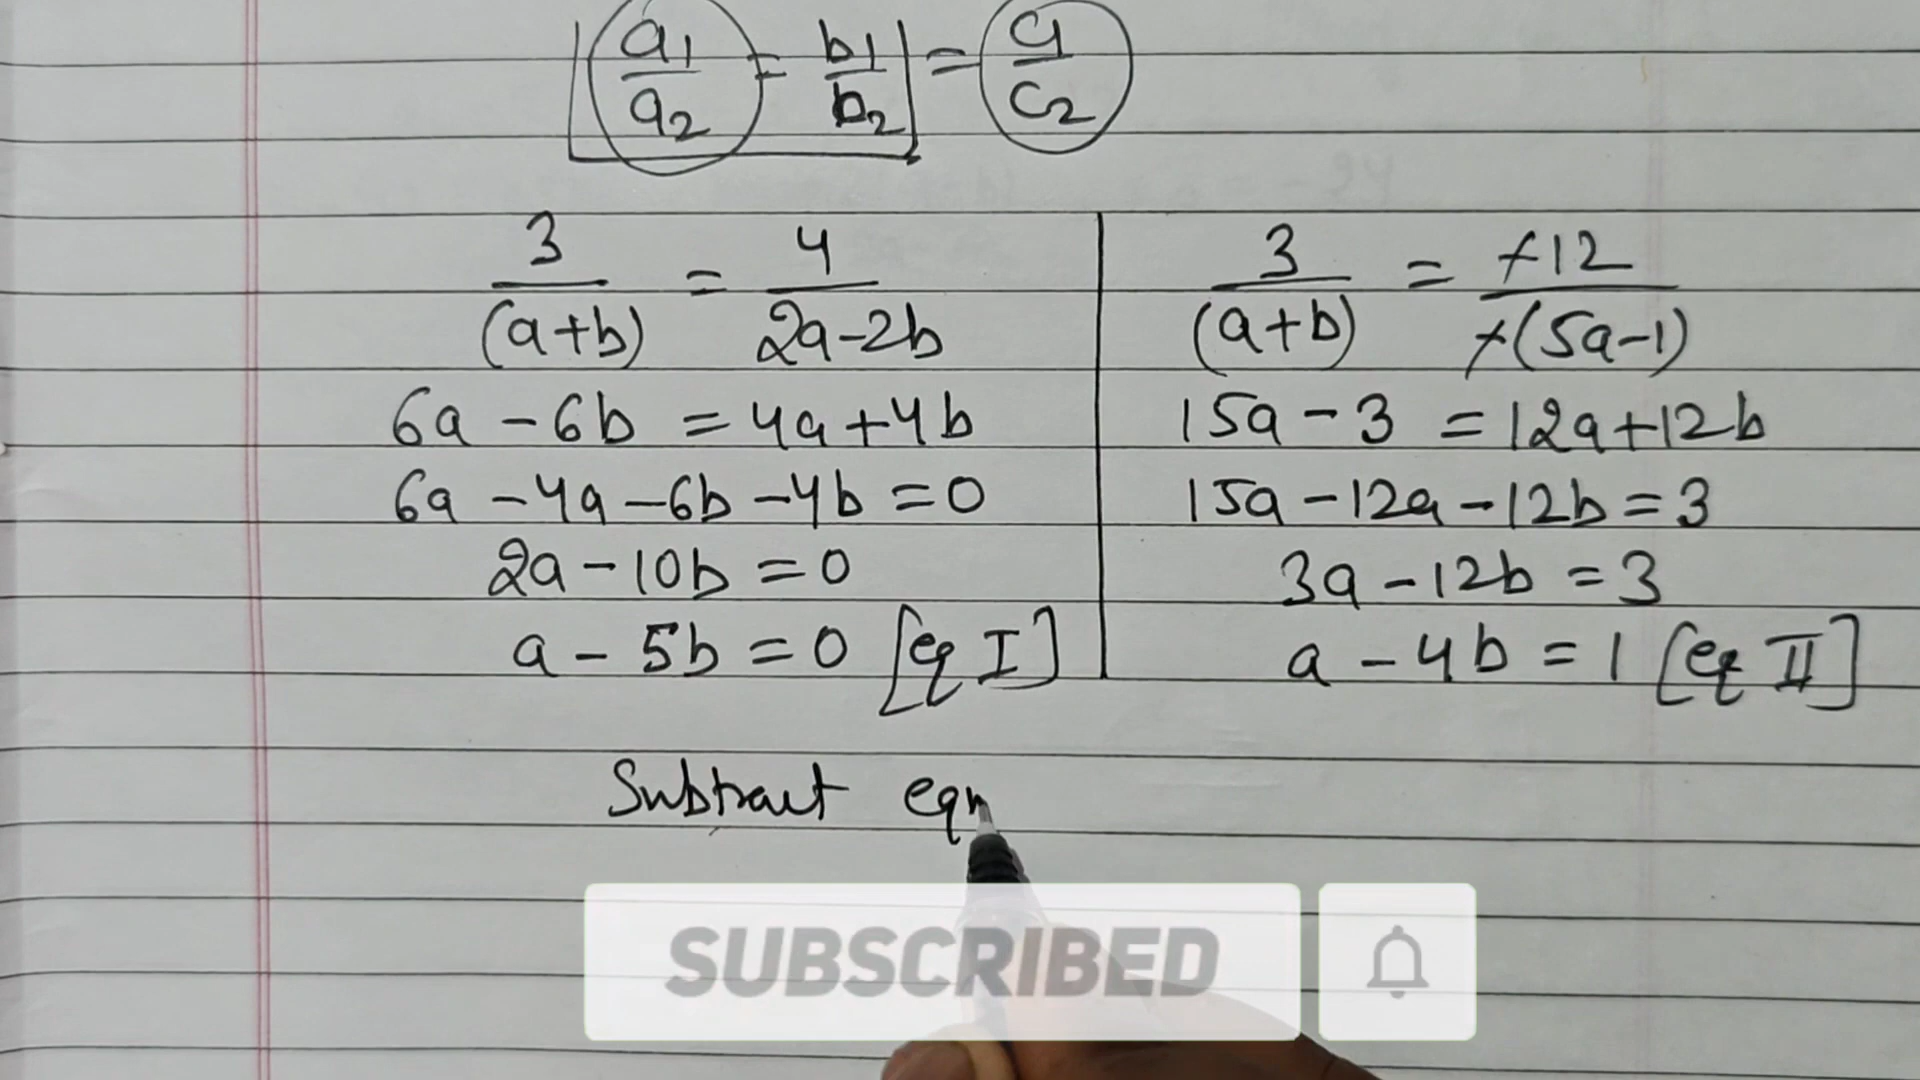 a1/a2 = b1/b2 = c1/c2
3/(a+b) = 4/2a-2b
6a - 6b = 4a + 4b
6a - 4a - 6b - 4b = 0
2a - 10b = 0
a - 5b = 0 [eq I]
3/(a+b) = -12/-(5a-1)
15a - 3 = 12a + 12b
15a - 12a - 12b = 3
3a - 12b = 3
a - 4b = 1 [eq II]
Subtract eqn
SUBSCRIBED